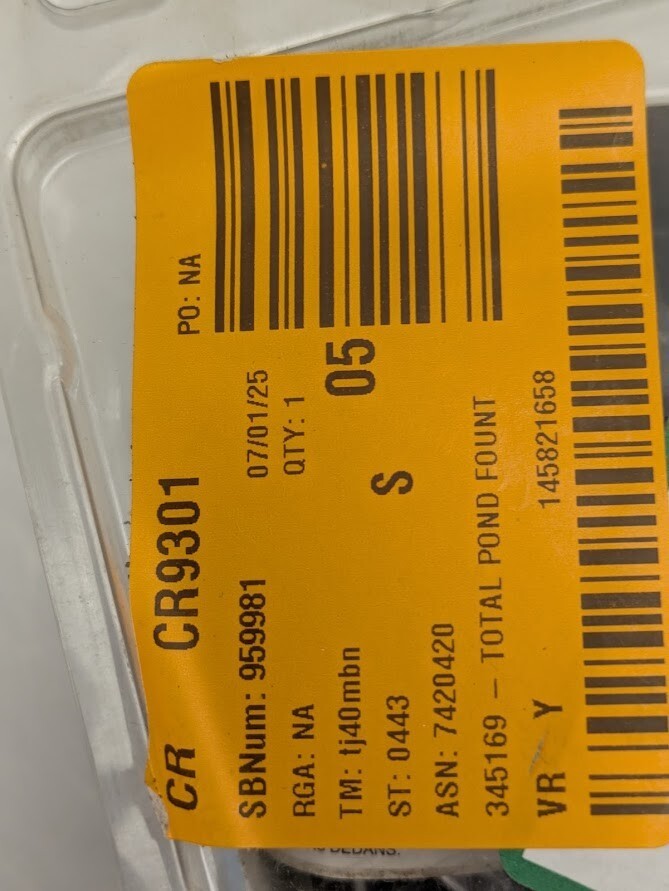 CR CR9301 PO: NA
SBNum: 959981 07/01/25
RGA: NA QTY: 1
TM: tj40mbn 05
ST: 0443 S
ASN: 7420420
345169 – TOTAL POND FOUNT
VR Y 145821658
DEDANS.